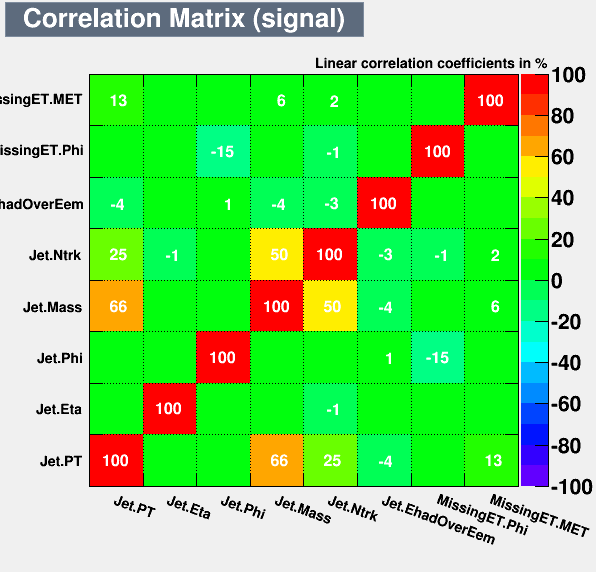 Correlation Matrix (signal)
Linear correlation coefficients in %
ssingET.MET 13 6 2 100
issingET.Phi -15 -1 100
hadOverEem -4 1 -4 -3 100
Jet.Ntrk 25 -1 50 100 -3 -1 2
Jet.Mass 66 100 50 -4 6
Jet.Phi 100 1 -15
Jet.Eta 100 -1
Jet.PT 100 66 25 -4 13
Jet.PT Jet.Eta Jet.Phi Jet.Mass Jet.Ntrk Jet.EhadOverEem MissingET.Phi MissingET.MET
100
80
60
40
20
0
-20
-40
-60
-80
-100